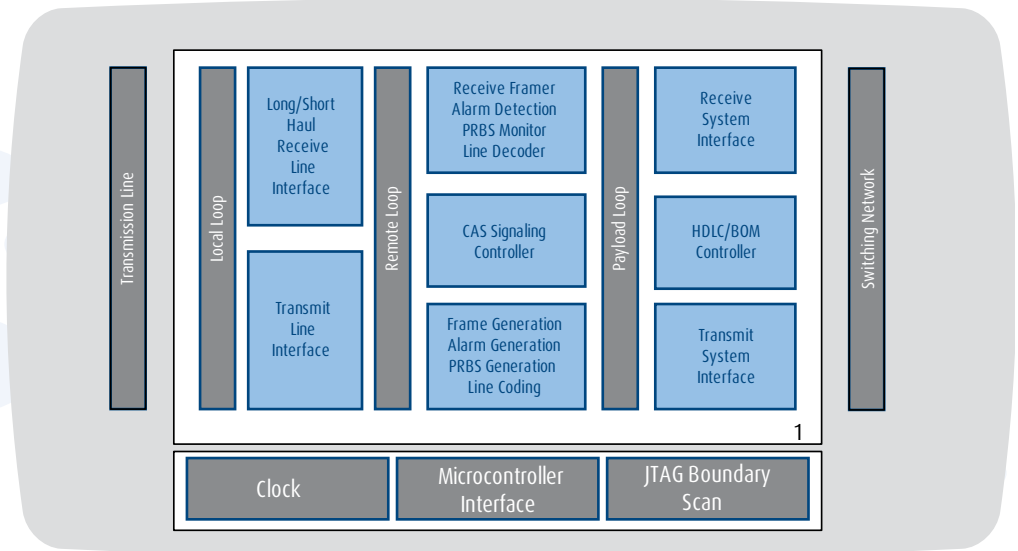 Transmission Line
Local Loop
Long/Short
Haul
Receive
Line
Interface
Transmit
Line
Interface
Remote Loop
Receive Framer
Alarm Detection
PRBS Monitor
Line Decoder
CAS Signaling
Controller
Frame Generation
Alarm Generation
PRBS Generation
Line Coding
Payload Loop
Receive
System
Interface
HDLC/BOM
Controller
Transmit
System
Interface
Switching Network
1
Clock
Microcontroller
Interface
JTAG Boundary
Scan